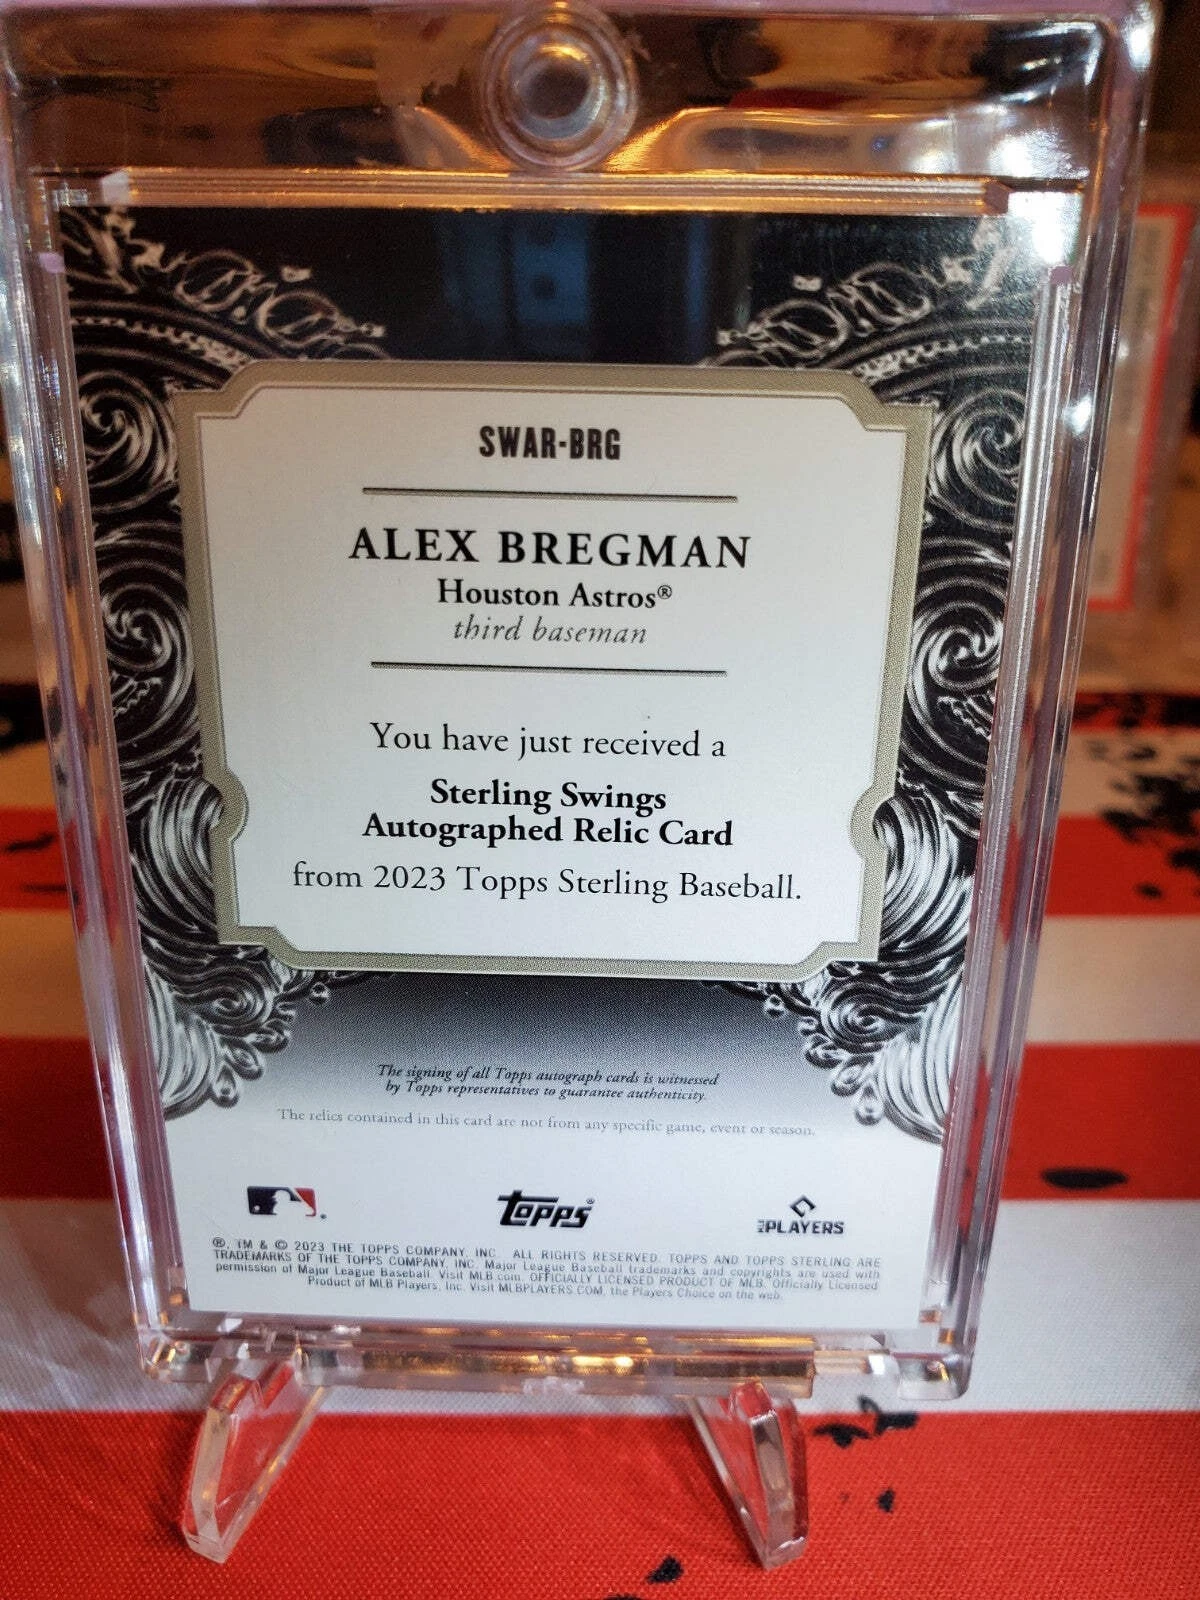 SWAR-BRG
ALEX BREGMAN
Houston Astros®
third baseman
You have just received a
Sterling Swings
Autographed Relic Card
from 2023 Topps Sterling Baseball.
The signing of all Topps autograph cards is witnessed
by Topps representatives to guarantee authenticity.
The relics contained in this card are not from any specific game, event or season.
Topps®
MLB PLAYERS
®, TM & © 2023 THE TOPPS COMPANY, INC. ALL RIGHTS RESERVED. TOPPS AND TOPPS STERLING ARE
TRADEMARKS OF THE TOPPS COMPANY, INC. Major League Baseball trademarks and copyrights are used with
permission of Major League Baseball. Visit MLB.com. OFFICIALLY LICENSED PRODUCT OF MLB. Officially Licensed
Product of MLB Players, Inc. Visit MLBPLAYERS.COM, the Players Choice on the web.